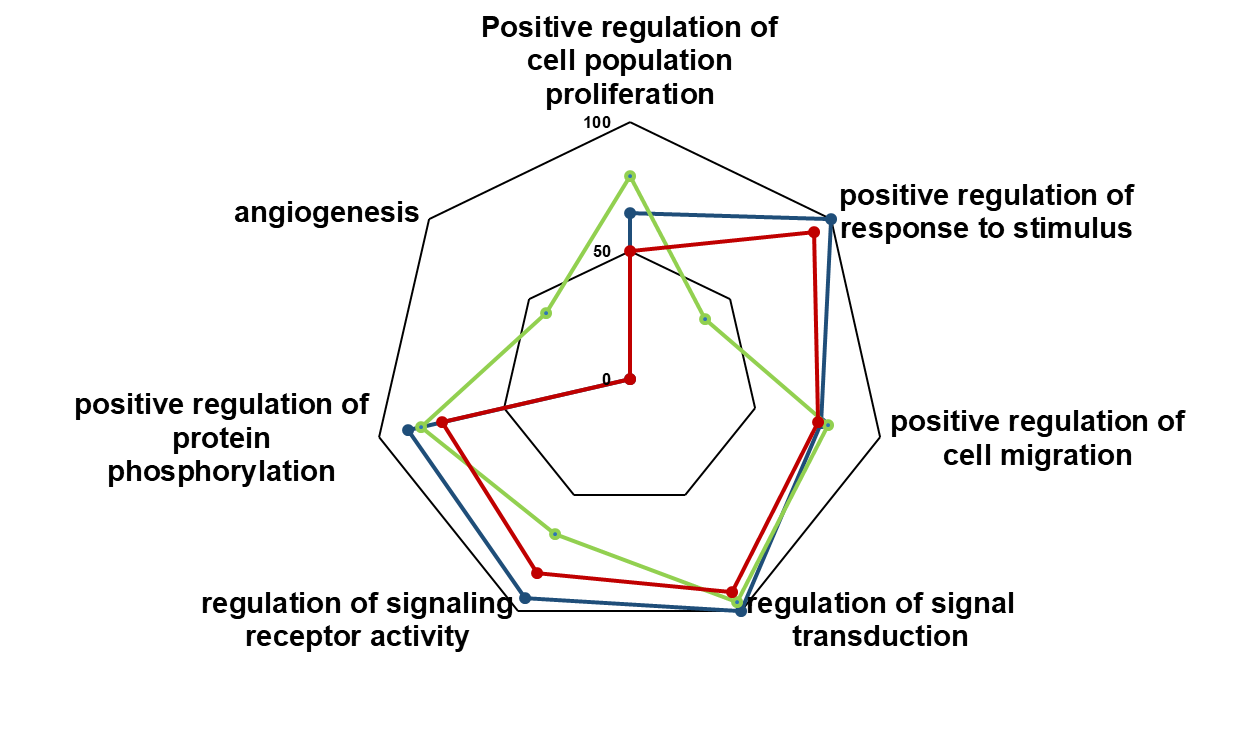 Positive regulation of
cell population
proliferation
100
positive regulation of
response to stimulus
angiogenesis
50
0
positive regulation of
protein
phosphorylation
positive regulation of
cell migration
regulation of signaling
receptor activity
regulation of signal
transduction